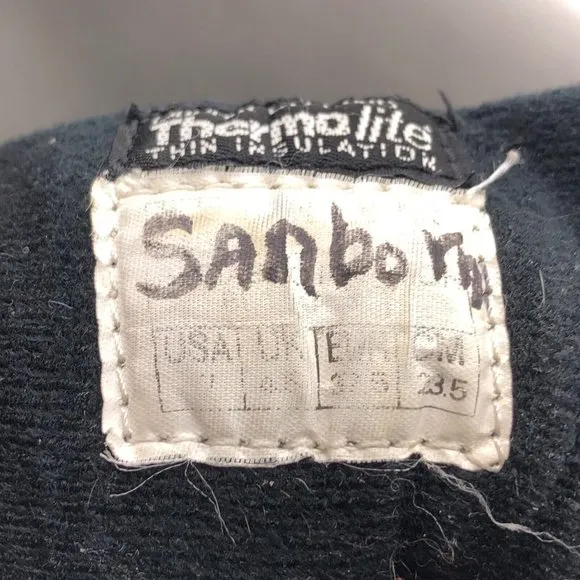 Thermolite
THIN INSULATION
SANborn
USA UK EUR CM
23.5